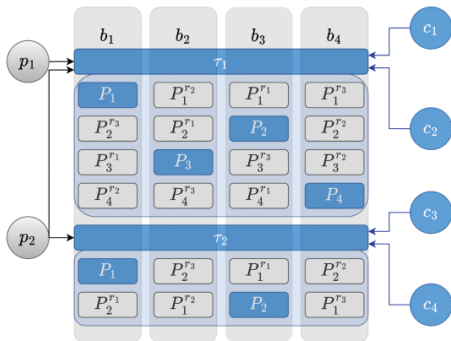 b₁ b₂ b₃ b₄
p₁ τ₁ c₁
P₁ P₁^{r₂} P₁^{r₁} P₁^{r₃}
P₂^{r₃} P₂^{r₁} P₂ P₂^{r₂} c₂
P₃^{r₁} P₃ P₃^{r₃} P₃^{r₂}
P₄^{r₂} P₄^{r₃} P₄^{r₁} P₄
p₂ τ₂ c₃
P₁ P₂^{r₃} P₁^{r₁} P₂^{r₂}
P₂^{r₁} P₁^{r₂} P₂ P₁^{r₃} c₄